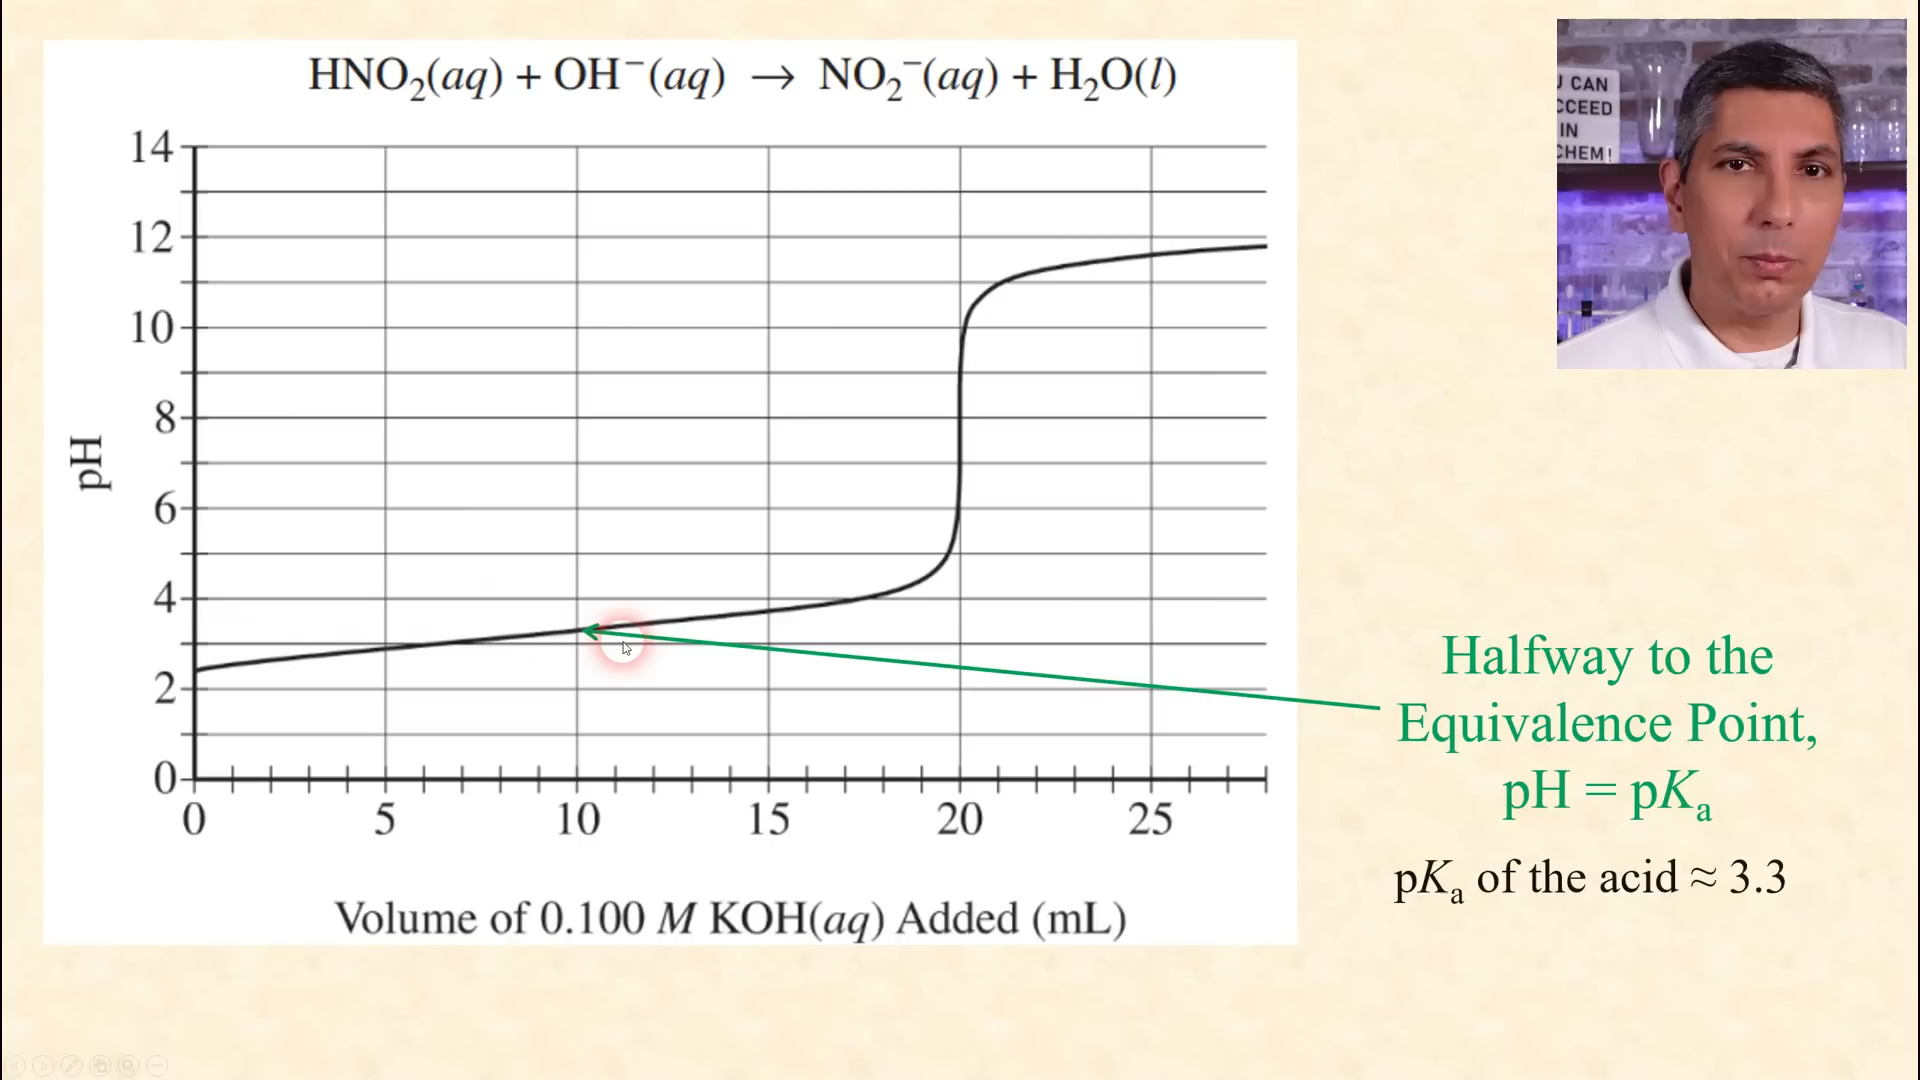 HNO₂(aq) + OH⁻(aq) → NO₂⁻(aq) + H₂O(l)
14
12
10
8
6
4
2
0
pH
0 5 10 15 20 25
Volume of 0.100 M KOH(aq) Added (mL)
J CAN
CCEED
IN
CHEM!
Halfway to the
Equivalence Point,
pH = pKₐ
pKₐ of the acid ≈ 3.3